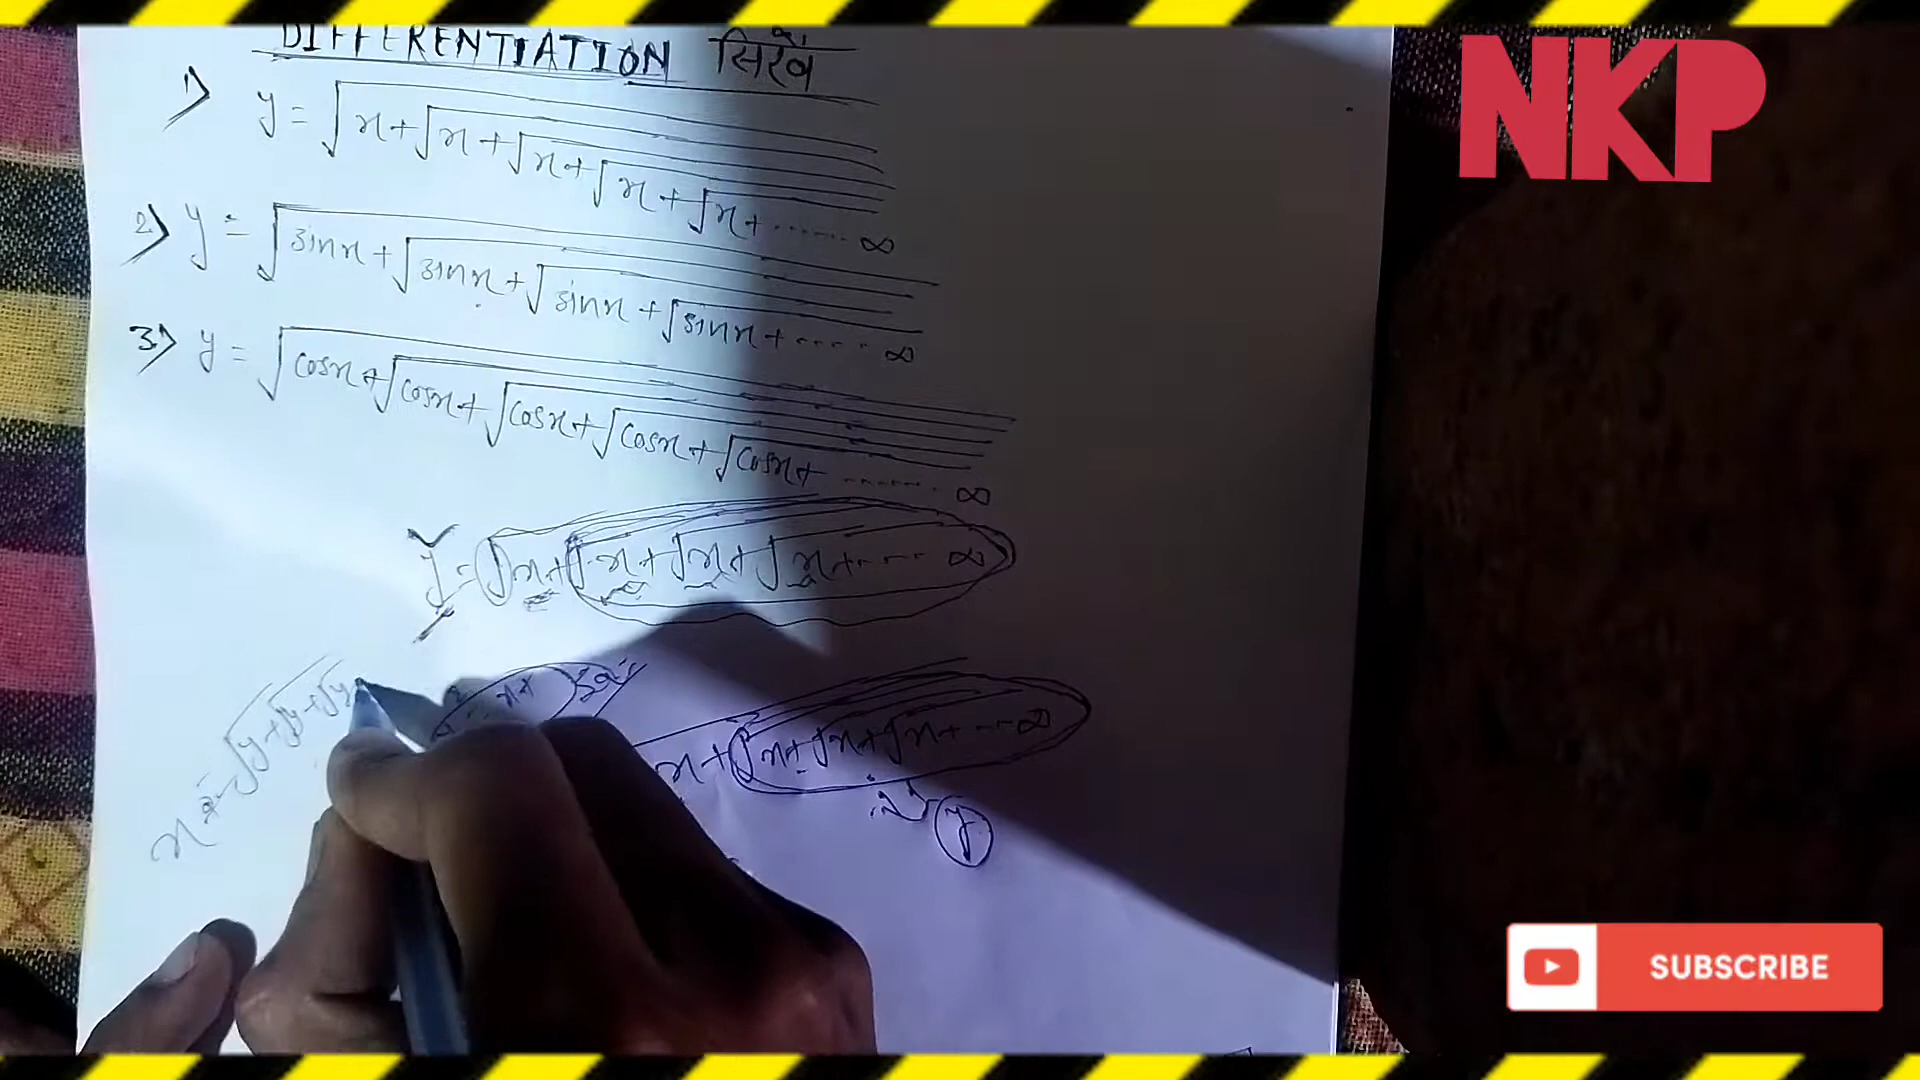 DIFFERENTIATION सिखें
NKP
1) y = √x+√x+√x+√x+√x+...... ∞
2) y = √sinx+√sinx+√sinx+√sinx+..... ∞
3) y = √cosx+√cosx+√cosx+√cosx+√cosx+....... ∞
y = √x+√x+√x+√x+..... ∞
x+√x+√x+√x+...∞
y
x = √y+√y+√y
SUBSCRIBE